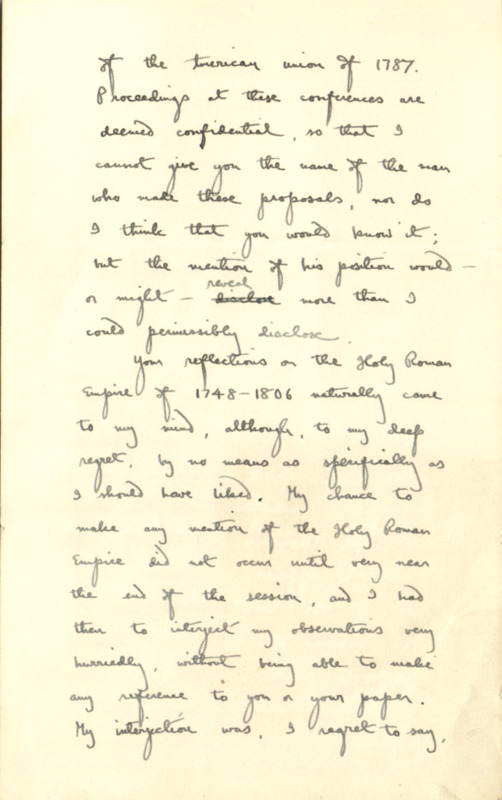 of the American union of 1787.
Proceedings at these conferences are
deemed confidential, so that I
cannot give you the name of the man
who made these proposals, nor do
I think that you would know it;
but the mention of his position would –
or might – disclose reveal more than I
could permissibly disclose.
Your reflections on the Holy Roman
Empire of 1748–1806 naturally came
to my mind, although, to my deep
regret, by no means as specifically as
I should have liked. My chance to
make any mention of the Holy Roman
Empire did not occur until very near
the end of the session, and I had
then to interject my observations very
hurriedly, without being able to make
any reference to you or your paper.
My interjection was, I regret to say,